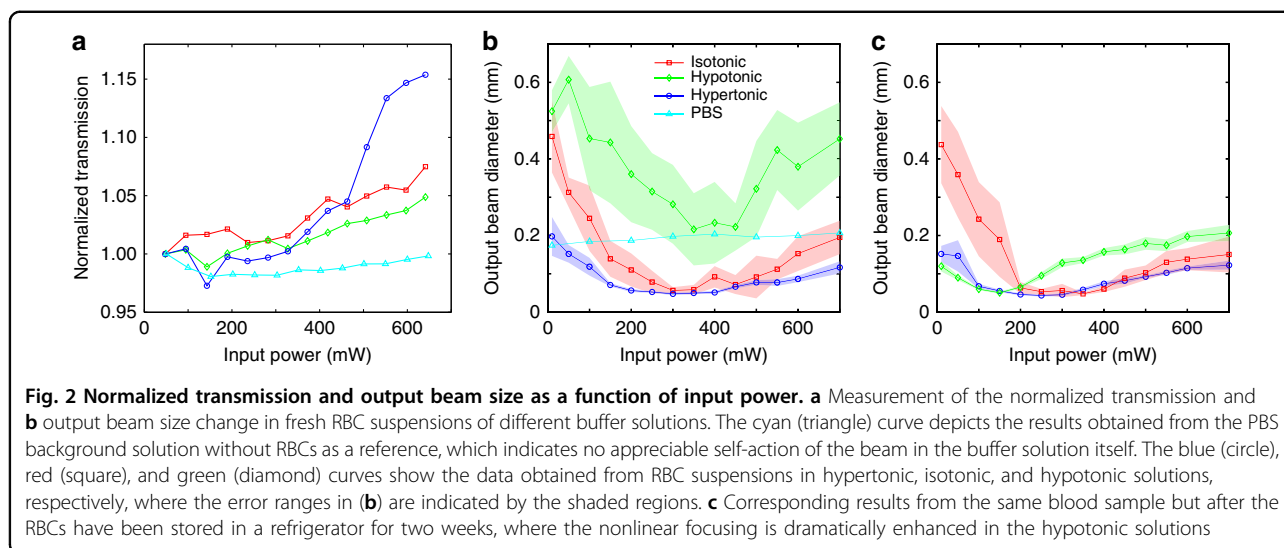 a
Normalized transmission
1.15
1.10
1.05
1.00
0.95
0
200
400
600
Input power (mW)
b
Output beam diameter (mm)
0.6
0.4
0.2
0
0
200
400
600
Input power (mW)
Isotonic
Hypotonic
Hypertonic
PBS
c
Output beam diameter (mm)
0.6
0.4
0.2
0
0
200
400
600
Input power (mW)
Fig. 2 Normalized transmission and output beam size as a function of input power. a Measurement of the normalized transmission and
b output beam size change in fresh RBC suspensions of different buffer solutions. The cyan (triangle) curve depicts the results obtained from the PBS
background solution without RBCs as a reference, which indicates no appreciable self-action of the beam in the buffer solution itself. The blue (circle),
red (square), and green (diamond) curves show the data obtained from RBC suspensions in hypertonic, isotonic, and hypotonic solutions,
respectively, where the error ranges in (b) are indicated by the shaded regions. c Corresponding results from the same blood sample but after the
RBCs have been stored in a refrigerator for two weeks, where the nonlinear focusing is dramatically enhanced in the hypotonic solutions